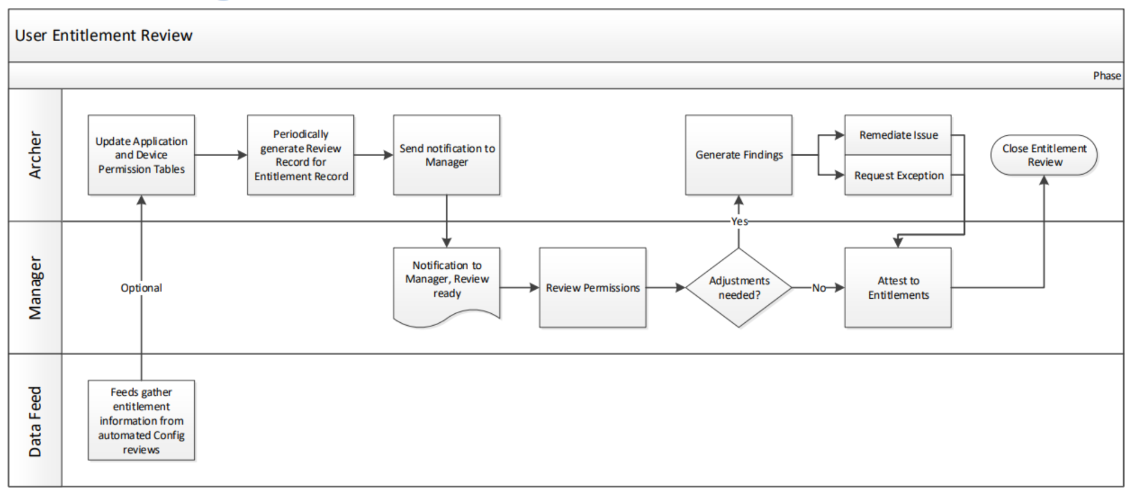 User Entitlement Review
Phase
Archer
Update Application
and Device
Permission Tables
Periodically
generate Review
Record for
Entitlement Record
Send notification to
Manager
Generate Findings
Remediate Issue
Request Exception
Close Entitlement
Review
Yes
Manager
Optional
Notification to
Manager, Review
ready
Review Permissions
Adjustments
needed?
No
Attest to
Entitlements
Data Feed
Feeds gather
entitlement
information from
automated Config
reviews